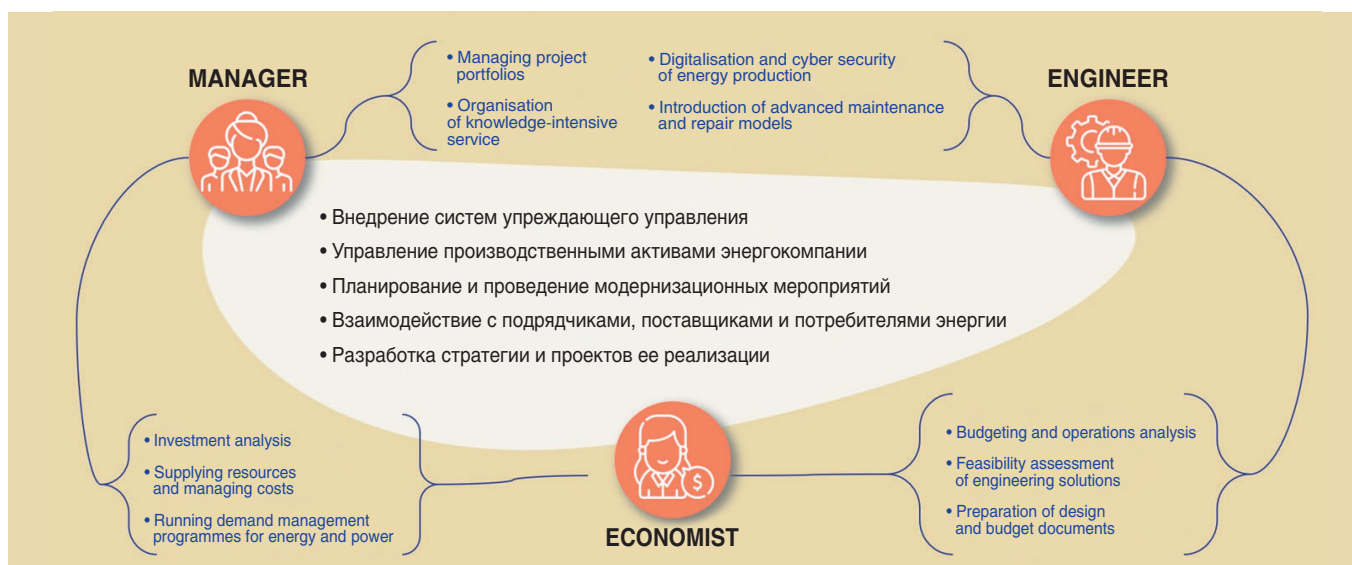 MANAGER
• Managing project
portfolios
• Organisation
of knowledge-intensive
service
• Digitalisation and cyber security
of energy production
• Introduction of advanced maintenance
and repair models
ENGINEER
• Внедрение систем упреждающего управления
• Управление производственными активами энергокомпании
• Планирование и проведение модернизационных мероприятий
• Взаимодействие с подрядчиками, поставщиками и потребителями энергии
• Разработка стратегии и проектов ее реализации
• Investment analysis
• Supplying resources
and managing costs
• Running demand management
programmes for energy and power
$
ECONOMIST
• Budgeting and operations analysis
• Feasibility assessment
of engineering solutions
• Preparation of design
and budget documents